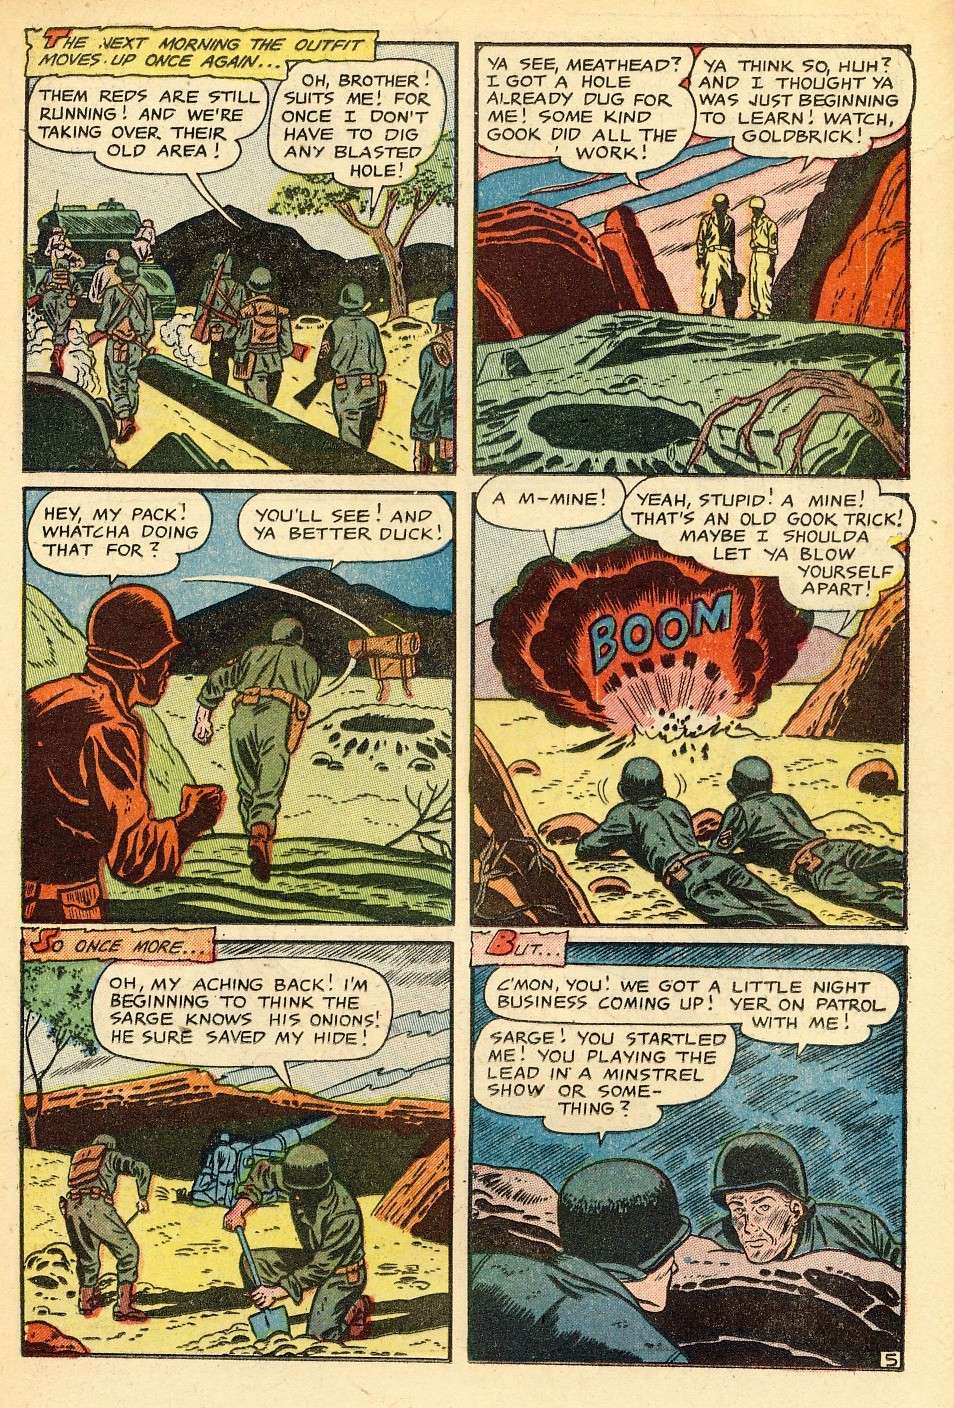 THE NEXT MORNING THE OUTFIT
MOVES UP ONCE AGAIN...
THEM REDS ARE STILL
RUNNING! AND WE'RE
TAKING OVER THEIR
OLD AREA!
OH, BROTHER!
SUITS ME! FOR
ONCE I DON'T
HAVE TO DIG
ANY BLASTED
HOLE!
YA SEE, MEATHEAD?
I GOT A HOLE
ALREADY DUG FOR
ME! SOME KIND
GOOK DID ALL THE
WORK!
YA THINK SO, HUH?
AND I THOUGHT YA
WAS JUST BEGINNING
TO LEARN! WATCH,
GOLDBRICK!
HEY, MY PACK!
WHATCHA DOING
THAT FOR?
YOU'LL SEE! AND
YA BETTER DUCK!
A M-MINE!
YEAH, STUPID! A MINE!
THAT'S AN OLD GOOK TRICK!
MAYBE I SHOULDA
LET YA BLOW
YOURSELF
APART!
BOOM
SO ONCE MORE...
OH, MY ACHING BACK! I'M
BEGINNING TO THINK THE
SARGE KNOWS HIS ONIONS!
HE SURE SAVED MY HIDE!
BUT...
C'MON, YOU! WE GOT A LITTLE NIGHT
BUSINESS COMING UP! YER ON PATROL
WITH ME!
SARGE! YOU STARTLED
ME! YOU PLAYING THE
LEAD IN A MINSTREL
SHOW OR SOME-
THING?
5